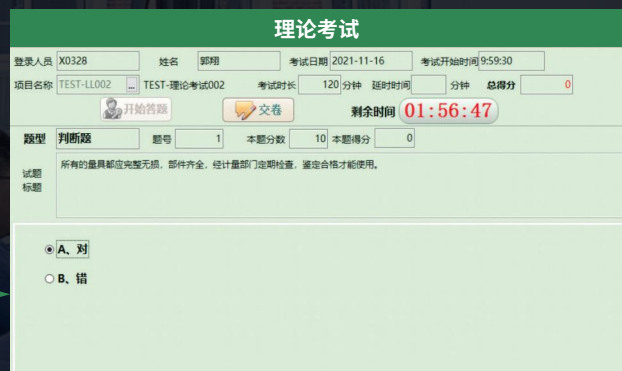 理论考试
登录人员 X0328 姓名 郭翔 考试日期 2021-11-16 考试开始时间 9:59:30
项目名称 TEST-LL002 ... TEST-理论考试002 考试时长 120 分钟 延时时间 分钟 总得分 0
开始答题 交卷 剩余时间 01:56:47
题型 判断题 题号 1 本题分数 10 本题得分 0
试题标题 所有的量具都应完整无损，部件齐全，经计量部门定期检查，鉴定合格才能使用。
A、对
B、错